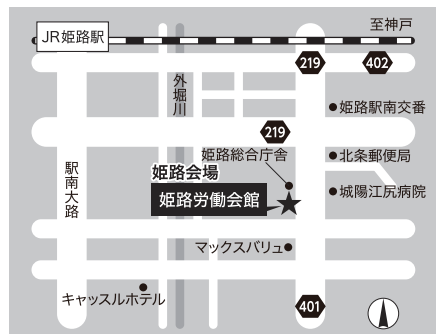 至神戸
JR姫路駅
219
402
外堀川
姫路駅南交番
219
姫路総合庁舎
北条郵便局
姫路会場
駅南大路
姫路労働会館
城陽江尻病院
マックスバリュ
キャッスルホテル
401